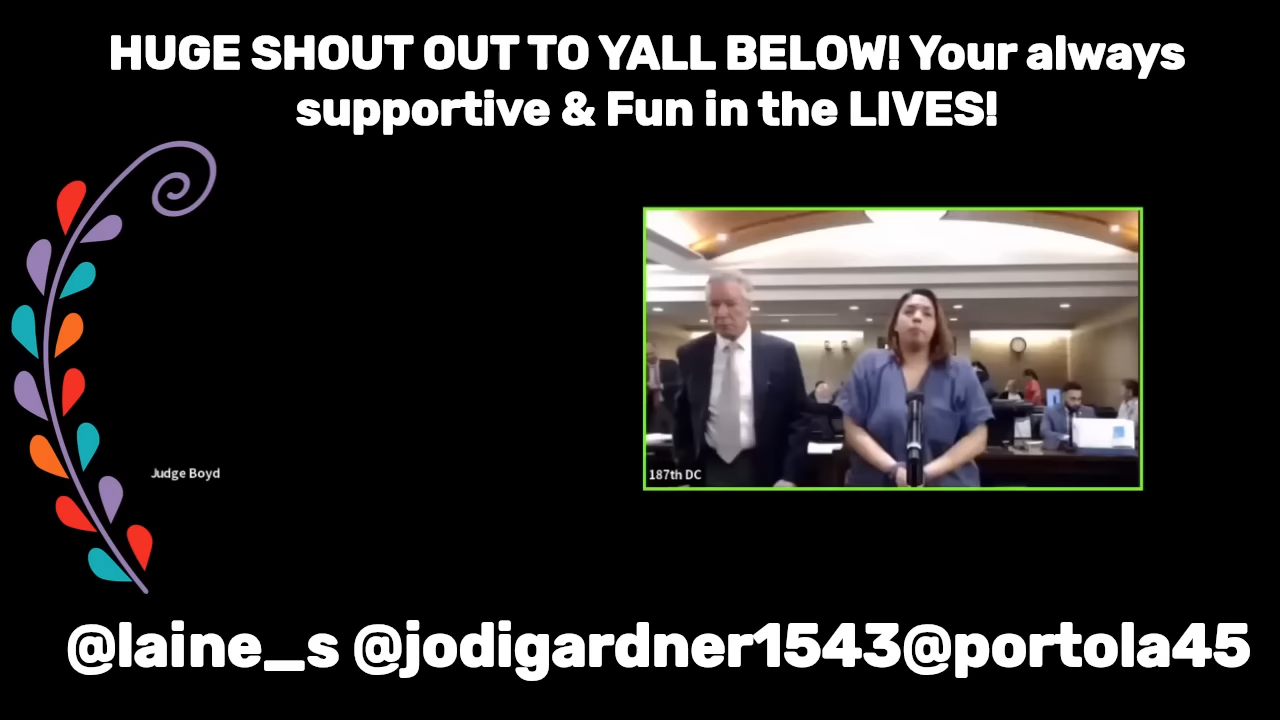 HUGE SHOUT OUT TO YALL BELOW! Your always
supportive & Fun in the LIVES!
Judge Boyd
187th DC
@laine_s @jodigardner1543@portola45